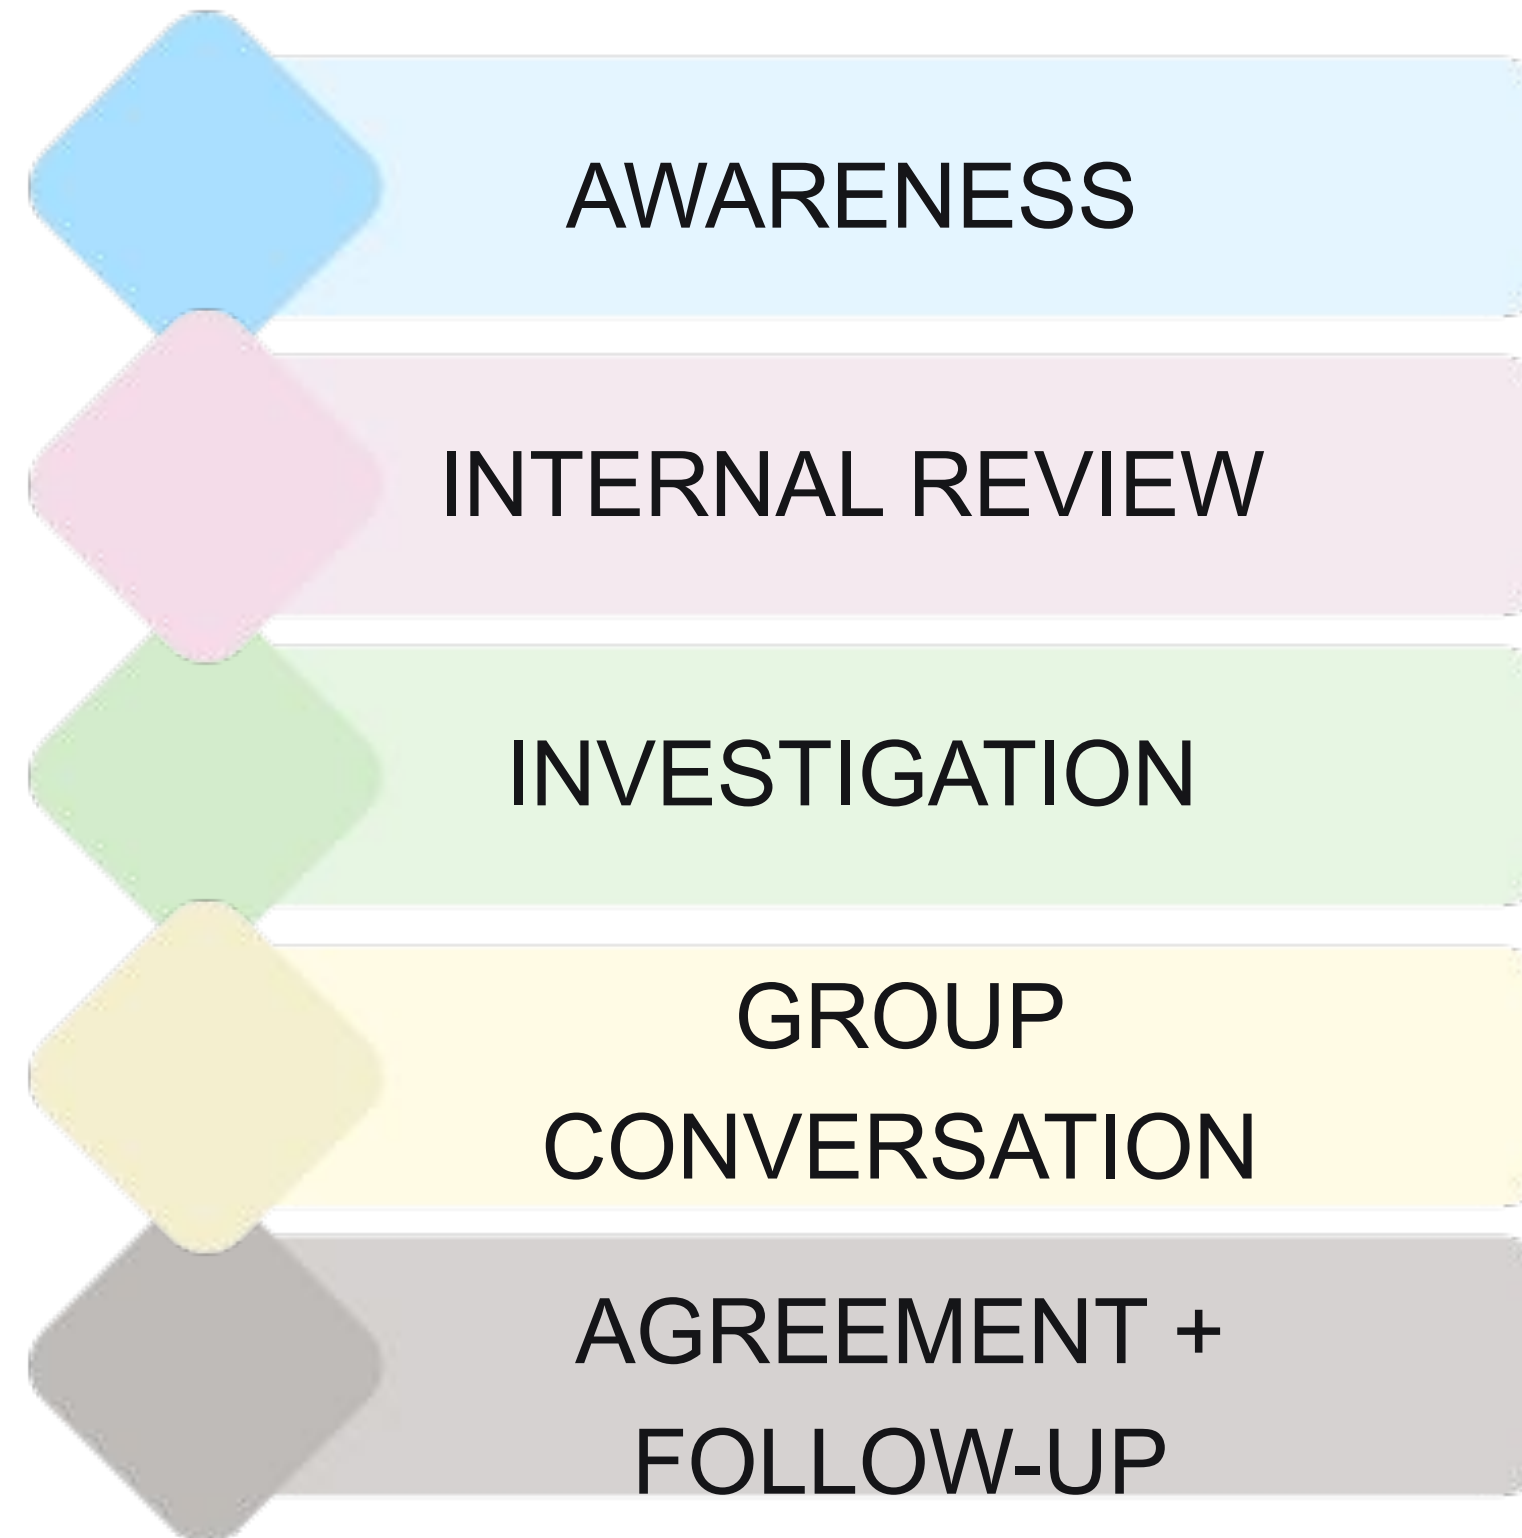 AWARENESS
INTERNAL REVIEW
INVESTIGATION
GROUP
CONVERSATION
AGREEMENT +
FOLLOW-UP